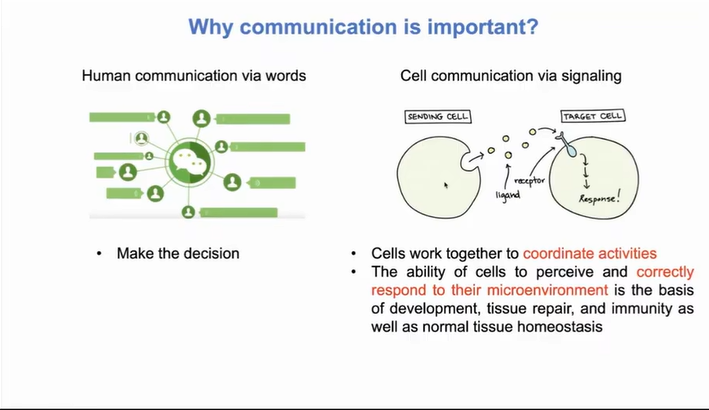 Why communication is important?
Human communication via words
Cell communication via signaling
SENDING CELL
TARGET CELL
receptor
ligand
Response!
• Make the decision
• Cells work together to coordinate activities
• The ability of cells to perceive and correctly
respond to their microenvironment is the basis
of development, tissue repair, and immunity as
well as normal tissue homeostasis